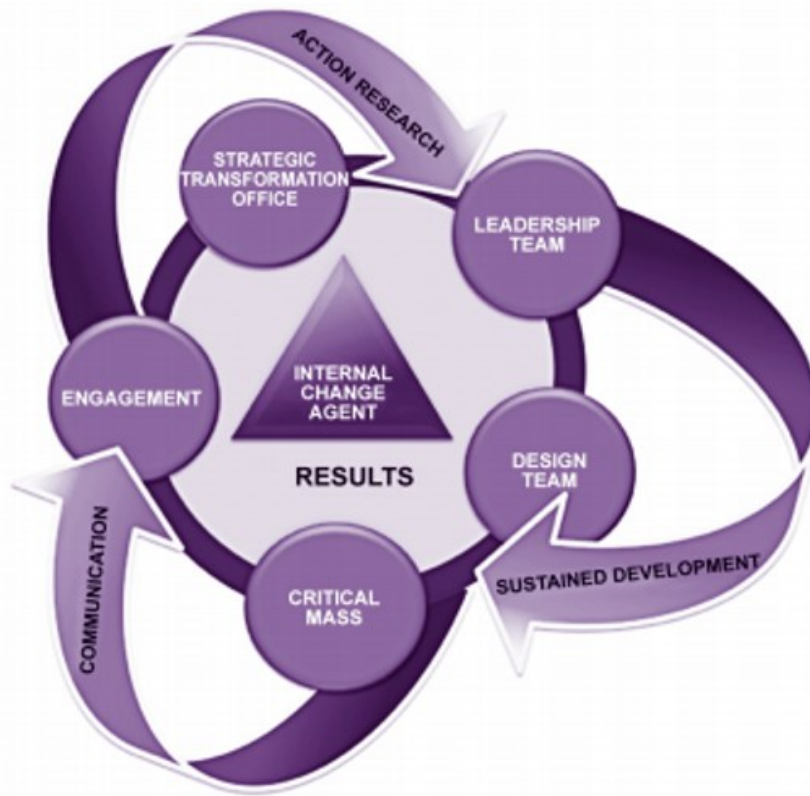 ACTION RESEARCH
STRATEGIC
TRANSFORMATION
OFFICE
LEADERSHIP
TEAM
INTERNAL
CHANGE
AGENT
ENGAGEMENT
RESULTS
DESIGN
TEAM
SUSTAINED DEVELOPMENT
CRITICAL
MASS
COMMUNICATION